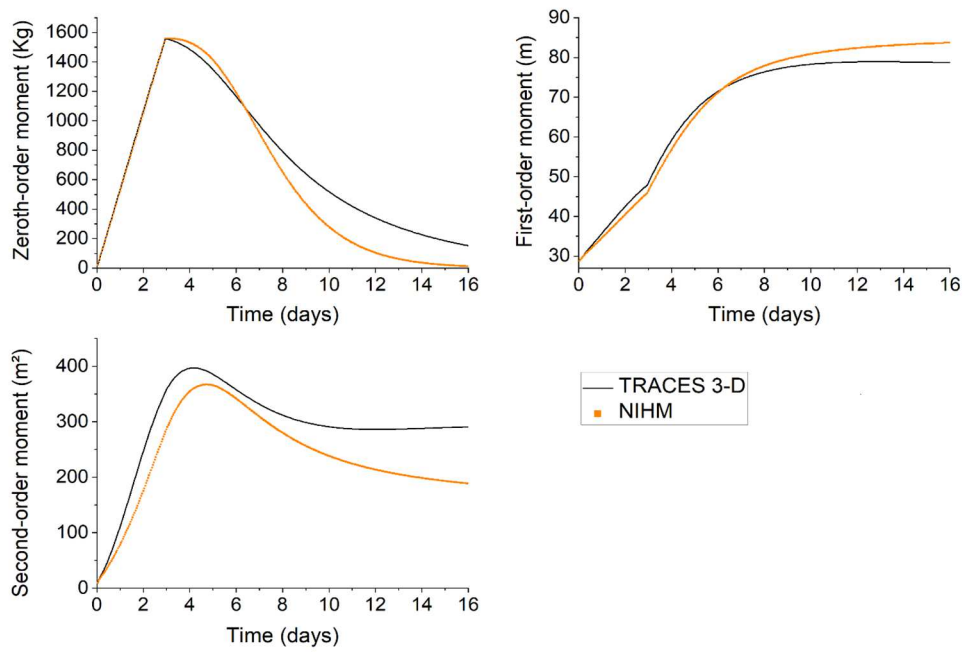 Zeroth-order moment (Kg)
1600
1400
1200
1000
800
600
400
200
0
0 2 4 6 8 10 12 14 16
Time (days)
First-order moment (m)
90
80
70
60
50
40
30
0 2 4 6 8 10 12 14 16
Time (days)
Second-order moment (m²)
400
300
200
100
0
0 2 4 6 8 10 12 14 16
Time (days)
TRACES 3-D
NIHM